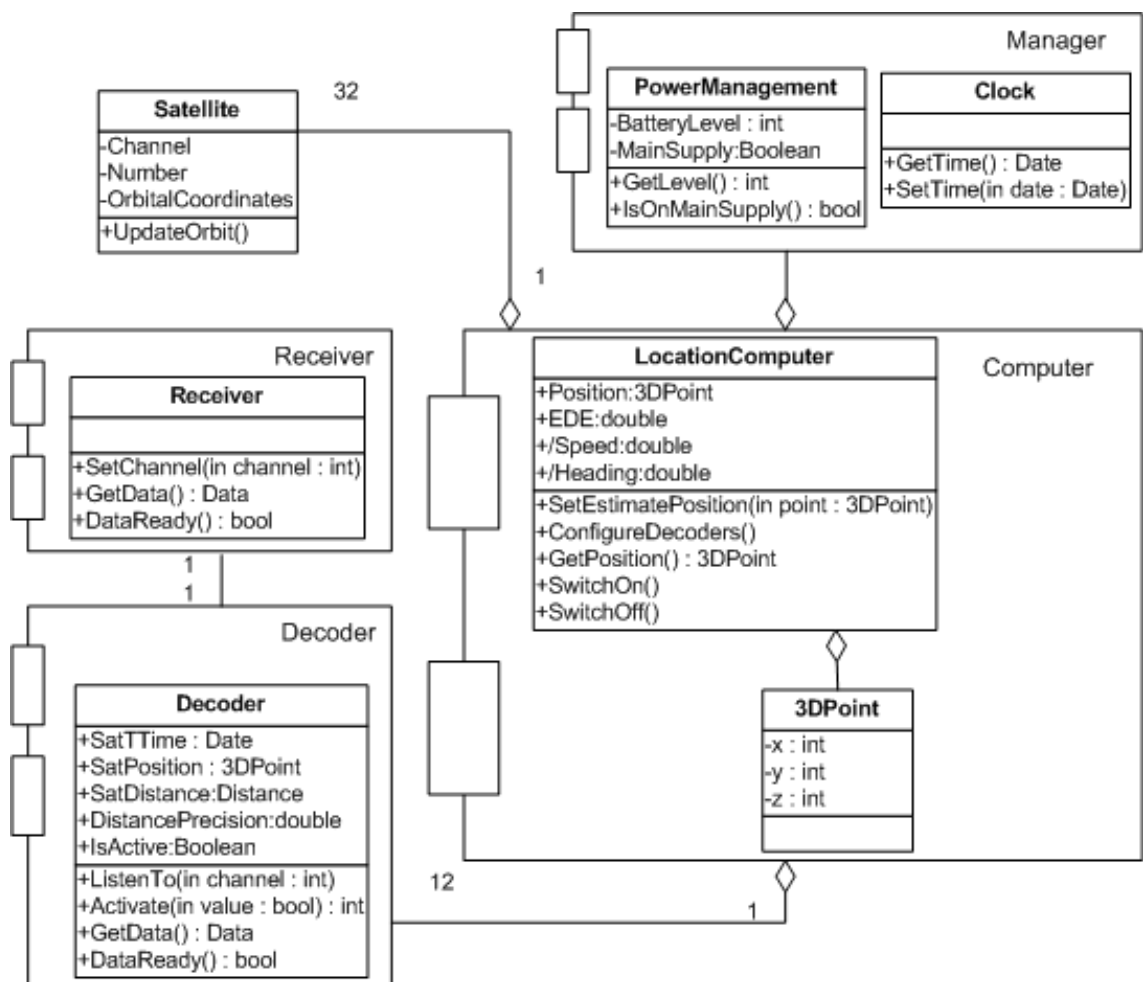 32
Satellite
-Channel
-Number
-OrbitalCoordinates
+UpdateOrbit()
Manager
PowerManagement
-BatteryLevel : int
-MainSupply:Boolean
+GetLevel() : int
+IsOnMainSupply() : bool
Clock
+GetTime() : Date
+SetTime(in date : Date)
1
Receiver
Receiver
+SetChannel(in channel : int)
+GetData() : Data
+DataReady() : bool
1
1
Computer
LocationComputer
+Position:3DPoint
+EDE:double
+/Speed:double
+/Heading:double
+SetEstimatePosition(in point : 3DPoint)
+ConfigureDecoders()
+GetPosition() : 3DPoint
+SwitchOn()
+SwitchOff()
3DPoint
-x : int
-y : int
-z : int
Decoder
Decoder
+SatTTime : Date
+SatPosition : 3DPoint
+SatDistance:Distance
+DistancePrecision:double
+IsActive:Boolean
+ListenTo(in channel : int)
+Activate(in value : bool) : int
+GetData() : Data
+DataReady() : bool
12
1